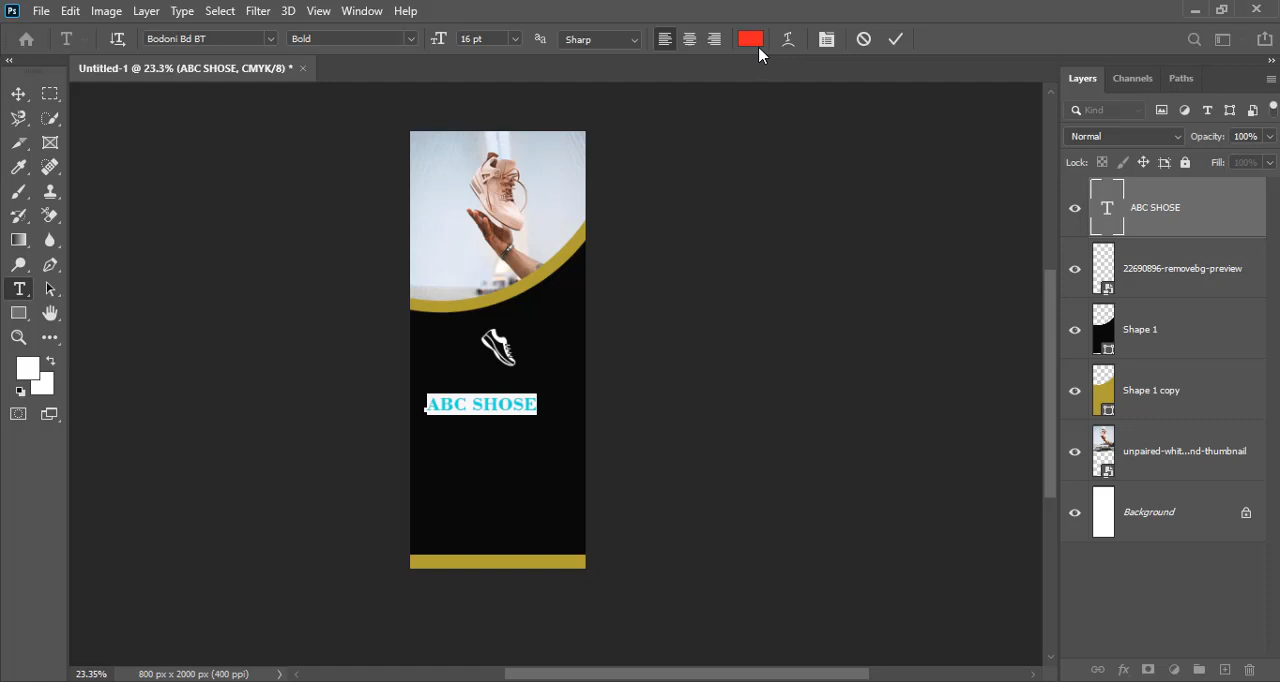 Ps File Edit Image Layer Type Select Filter 3D View Window Help
T Bodoni Bd BT Bold 16 pt Sharp
Untitled-1 @ 23.3% (ABC SHOSE, CMYK/8) * ×
Layers Channels Paths
Kind
Normal Opacity: 100%
Lock: Fill: 100%
T ABC SHOSE
22690896-removebg-preview
Shape 1
Shape 1 copy
unpaired-whit...nd-thumbnail
Background
ABC SHOSE
23.35% 800 px x 2000 px (400 ppi)
fx